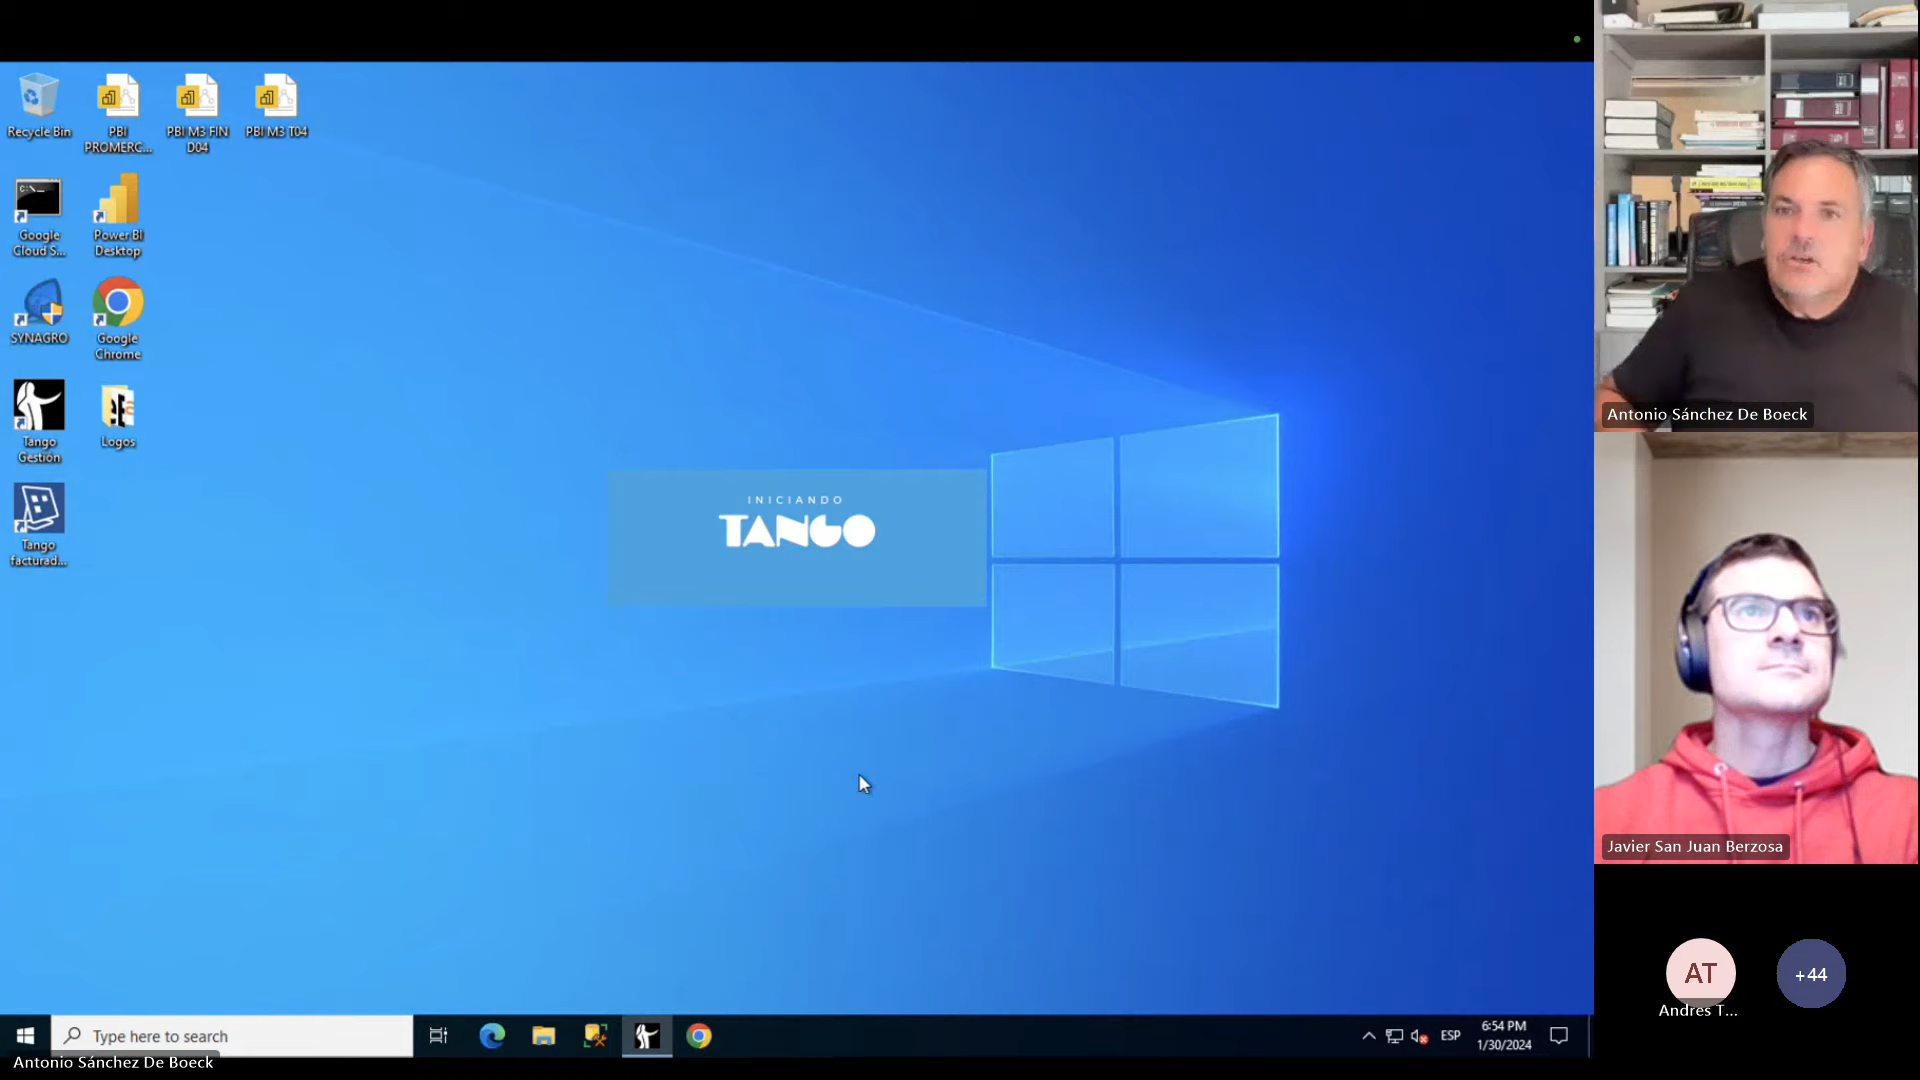 Recycle Bin
PBI PROMERC...
PBI M3 FIN D04
PBI M3 T04
Google Cloud S...
Power BI Desktop
SYNAGRO
Google Chrome
Tango Gestión
Logos
Tango facturad...
INICIANDO
TANGO
Type here to search
ESP
6:54 PM
1/30/2024
Antonio Sánchez De Boeck
Antonio Sánchez De Boeck
Javier San Juan Berzosa
AT
Andres T...
+44